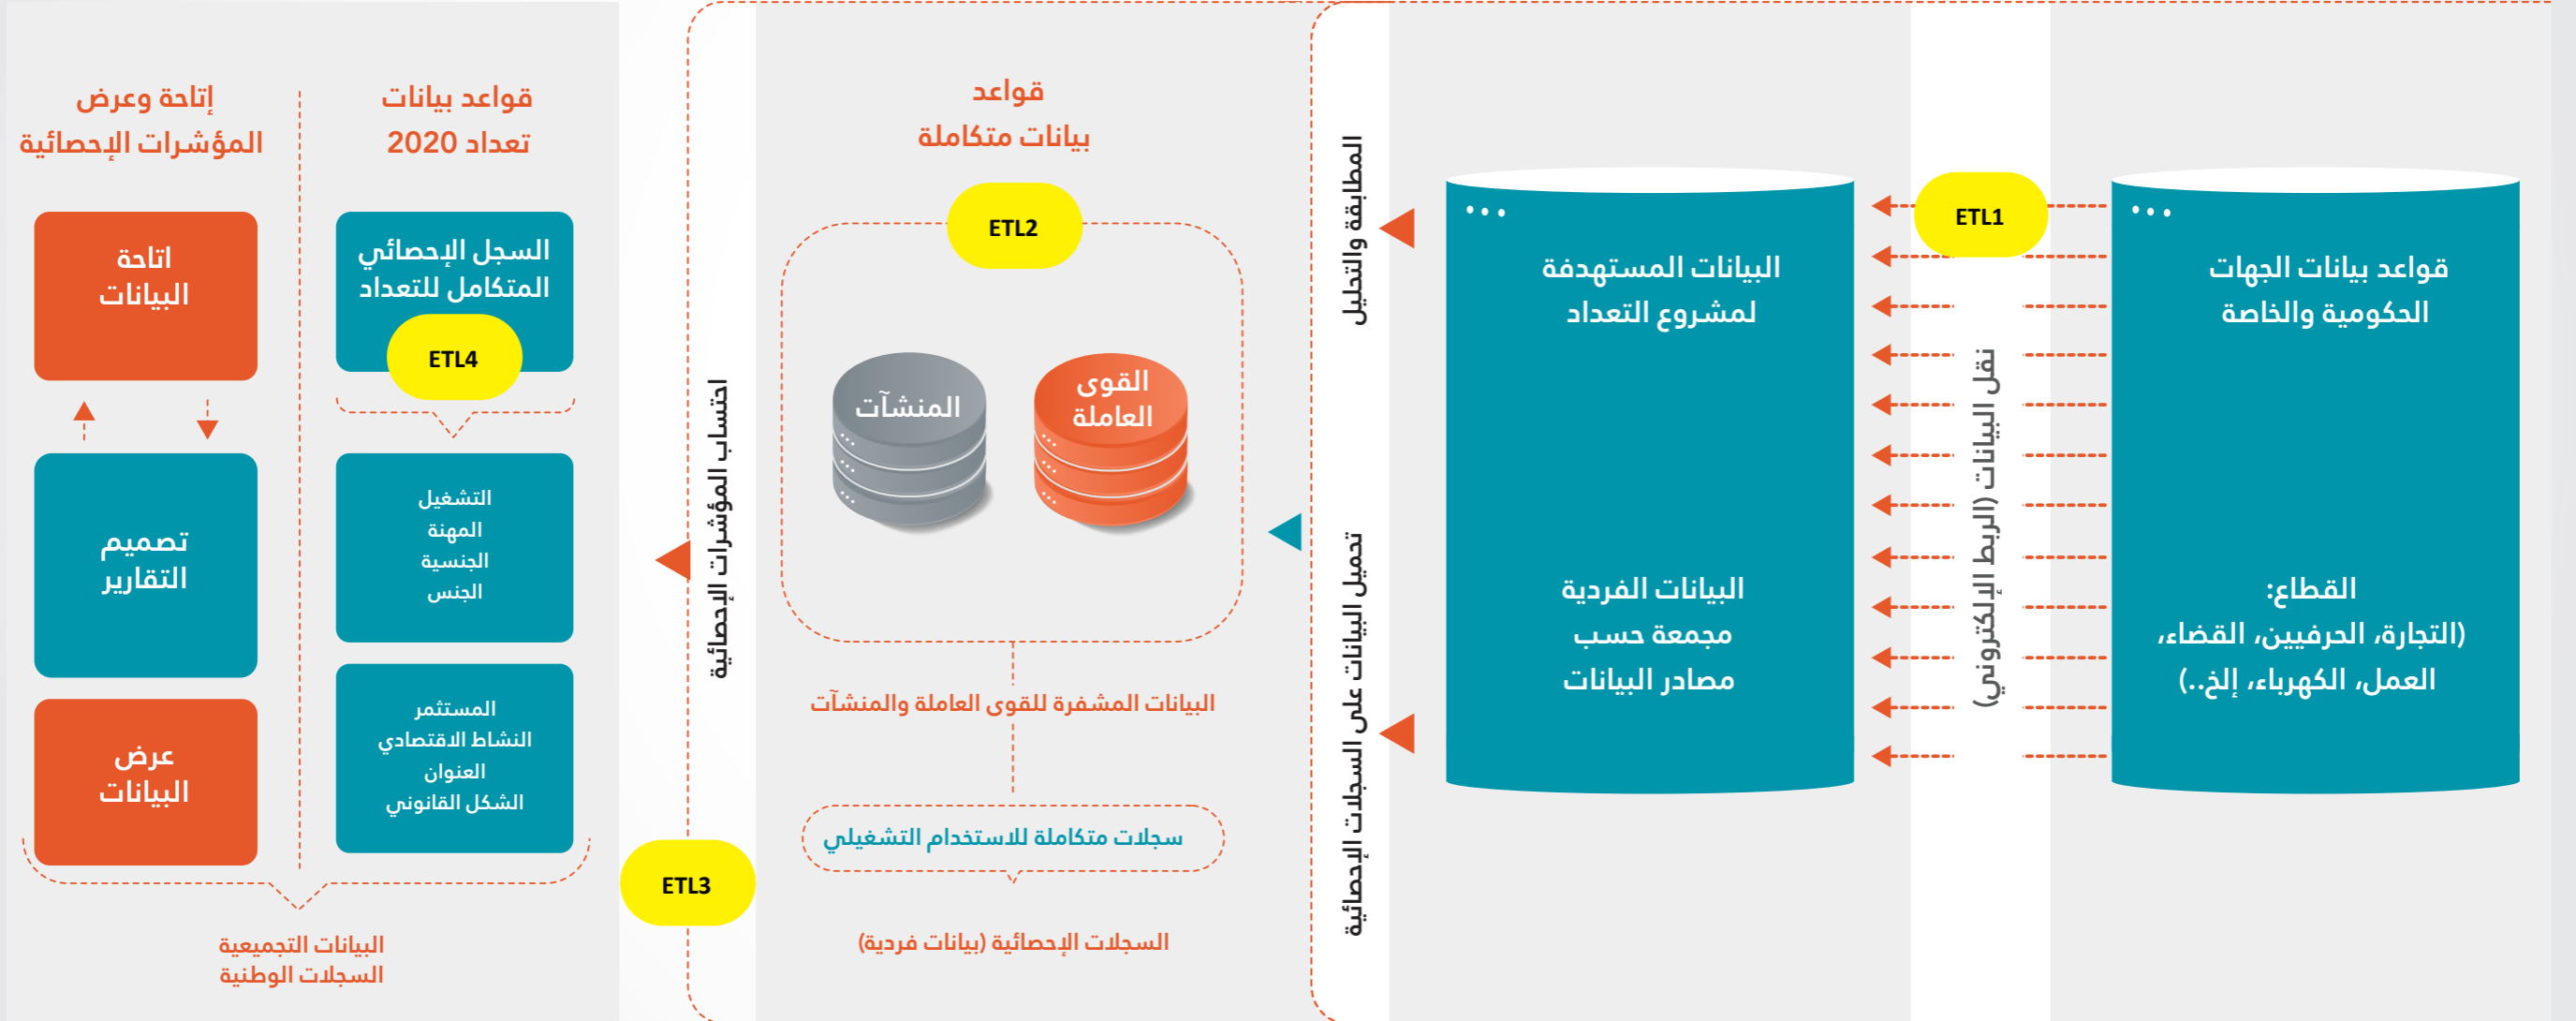 قواعد بيانات الجهات
الحكومية والخاصة
القطاع:
(التجارة، الحرفيين، القضاء،
العمل، الكهرباء، إلخ..)
ETL1
نقل البيانات (الربط الإلكتروني)
البيانات المستهدفة
لمشروع التعداد
البيانات الفردية
مجمعة حسب
مصادر البيانات
المطابقة والتحليل
تحميل البيانات على السجلات الإحصائية
قواعد
بيانات متكاملة
ETL2
القوى
العاملة
المنشآت
البيانات المشفرة للقوى العاملة والمنشآت
سجلات متكاملة للاستخدام التشغيلي
السجلات الإحصائية (بيانات فردية)
احتساب المؤشرات الإحصائية
ETL3
قواعد بيانات
تعداد 2020
السجل الإحصائي
المتكامل للتعداد
ETL4
التشغيل
المهنة
الجنسية
الجنس
المستثمر
النشاط الاقتصادي
العنوان
الشكل القانوني
إتاحة وعرض
المؤشرات الإحصائية
اتاحة
البيانات
تصميم
التقارير
عرض
البيانات
البيانات التجميعية
السجلات الوطنية